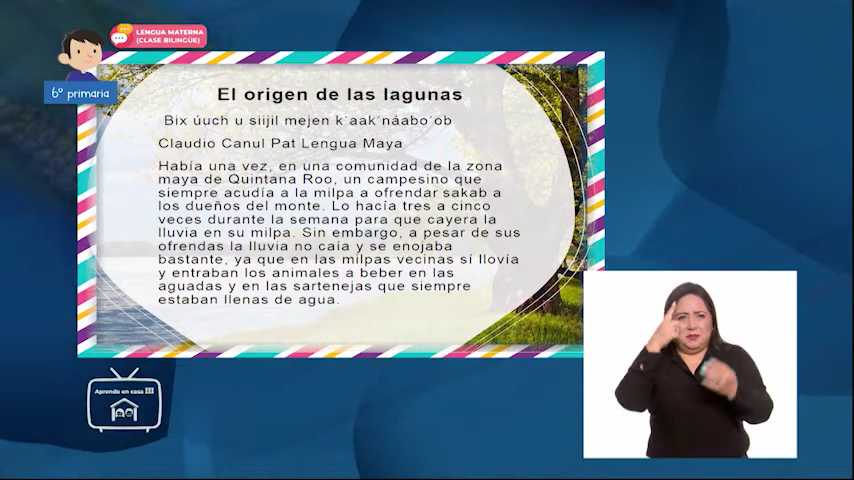 LENGUA MATERNA
(CLASE BILINGÜE)
6º primaria
El origen de las lagunas
Bix úuch u siijil mejen k´aak'náabo´ob
Claudio Canul Pat Lengua Maya
Había una vez, en una comunidad de la zona
maya de Quintana Roo, un campesino que
siempre acudía a la milpa a ofrendar sakab a
los dueños del monte. Lo hacía tres a cinco
veces durante la semana para que cayera la
lluvia en su milpa. Sin embargo, a pesar de sus
ofrendas la lluvia no caía y se enojaba
bastante, ya que en las milpas vecinas sí llovía
y entraban los animales a beber en las
aguadas y en las sartenejas que siempre
estaban llenas de agua.
Aprende en casa III